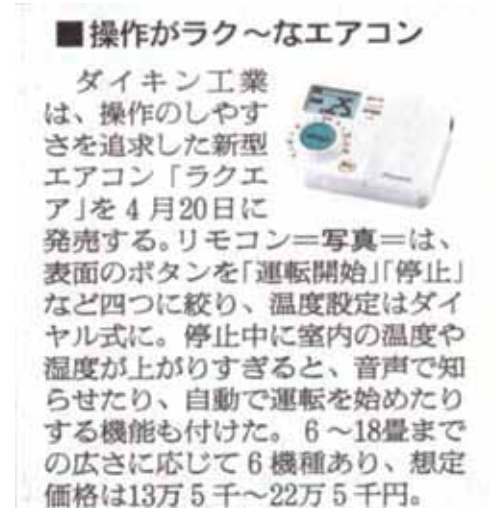 ■操作がラク～なエアコン
ダイキン工業
は、操作のしやす
さを追求した新型
エアコン「ラクエ
ア」を4月20日に
発売する。リモコン＝写真＝は、
表面のボタンを「運転開始」「停止」
など四つに絞り、温度設定はダイ
ヤル式に。停止中に室内の温度や
湿度が上がりすぎると、音声で知
らせたり、自動で運転を始めたり
する機能も付けた。6～18畳まで
の広さに応じて6機種あり、想定
価格は13万5千～22万5千円。